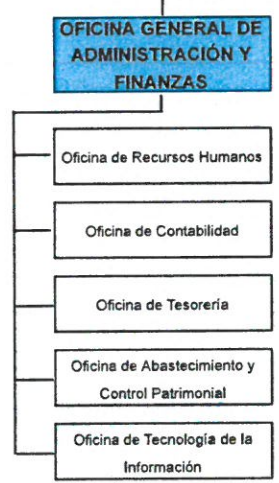 OFICINA GENERAL DE
ADMINISTRACIÓN Y
FINANZAS
Oficina de Recursos Humanos
Oficina de Contabilidad
Oficina de Tesorería
Oficina de Abastecimiento y
Control Patrimonial
Oficina de Tecnología de la
Información